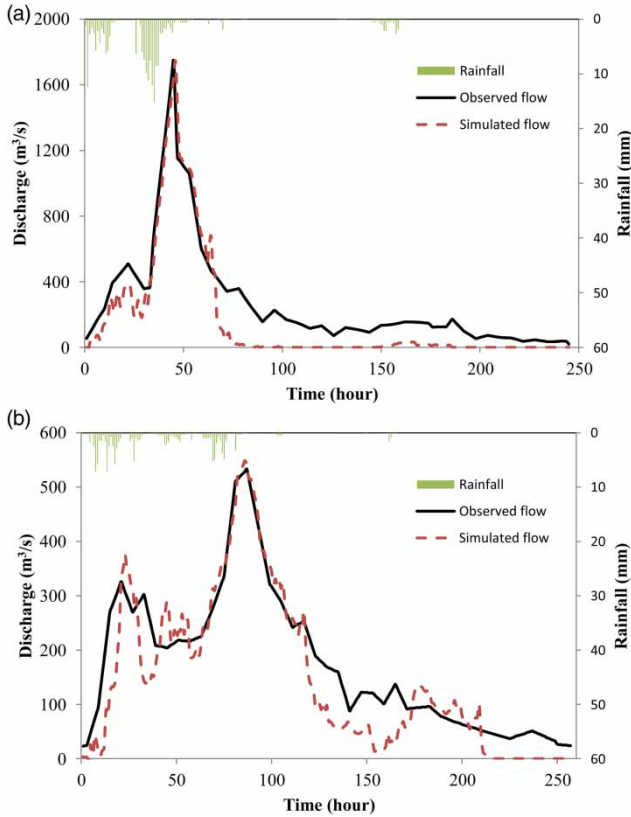 (a)
2000
1600
1200
800
400
0
Discharge (m³/s)
0
10
20
30
40
50
60
Rainfall (mm)
Rainfall
Observed flow
Simulated flow
0
50
100
150
200
250
Time (hour)
(b)
600
500
400
300
200
100
0
Discharge (m³/s)
0
10
20
30
40
50
60
Rainfall (mm)
Rainfall
Observed flow
Simulated flow
0
50
100
150
200
250
Time (hour)